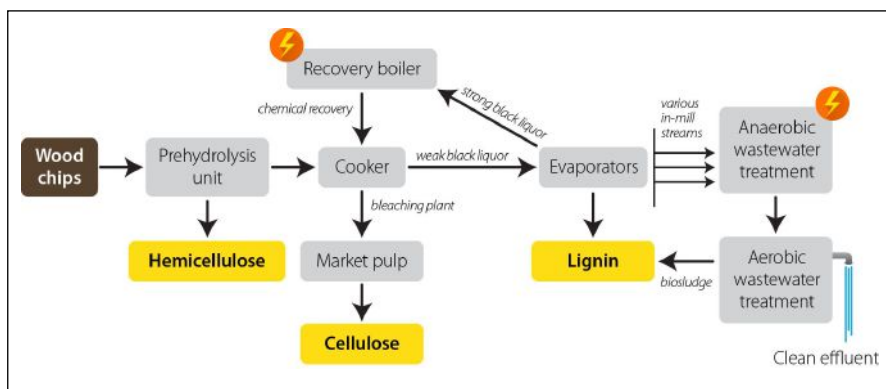 Recovery boiler
chemical recovery
strong black liquor
various
in-mill
streams
Anaerobic
wastewater
treatment
Wood
chips
Prehydrolysis
unit
Cooker
weak black liquor
Evaporators
bleaching plant
Hemicellulose
Market pulp
Lignin
biosludge
Aerobic
wastewater
treatment
Cellulose
Clean effluent